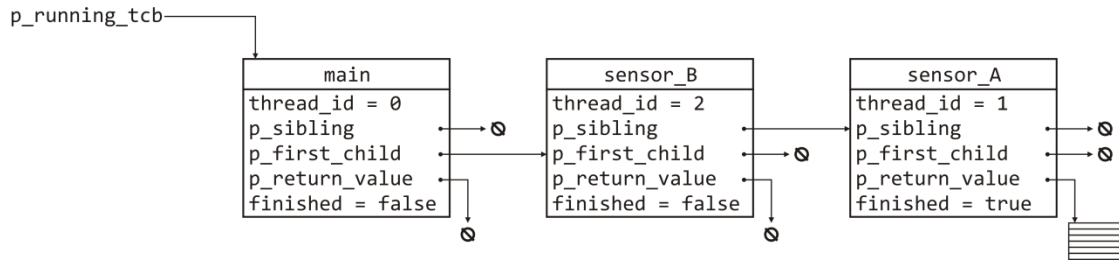 p_running_tcb
main
thread_id = 0
p_sibling
Ø
p_first_child
p_return_value
finished = false
Ø
sensor_B
thread_id = 2
p_sibling
p_first_child
Ø
p_return_value
finished = false
Ø
sensor_A
thread_id = 1
p_sibling
Ø
p_first_child
Ø
p_return_value
finished = true